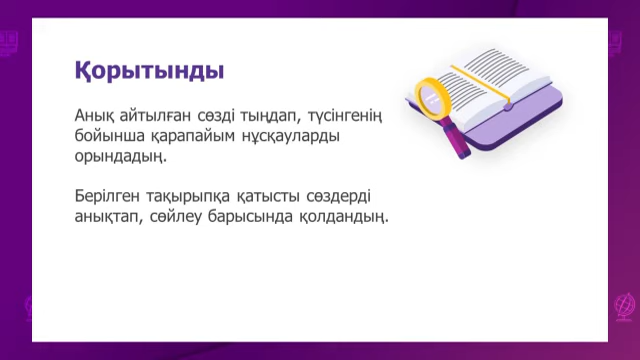 Қорытынды
Анық айтылған сөзді тыңдап, түсінгенің
бойынша қарапайым нұсқауларды
орындадың.
Берілген тақырыпқа қатысты сөздерді
анықтап, сөйлеу барысында қолдандың.